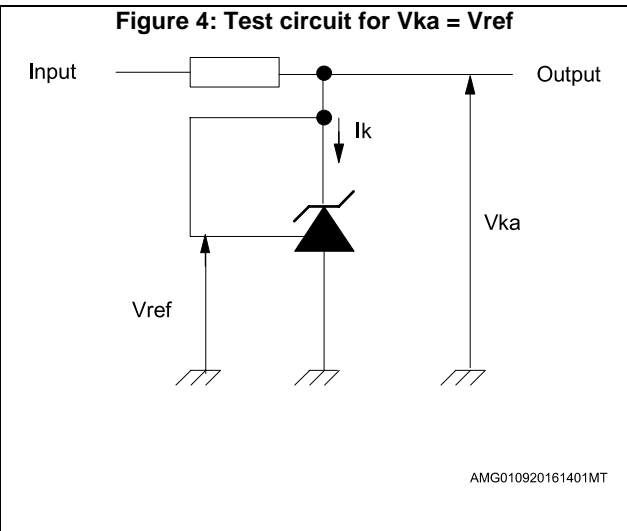 Figure 4: Test circuit for Vka = Vref
Input
Output
Ik
Vka
Vref
AMG010920161401MT